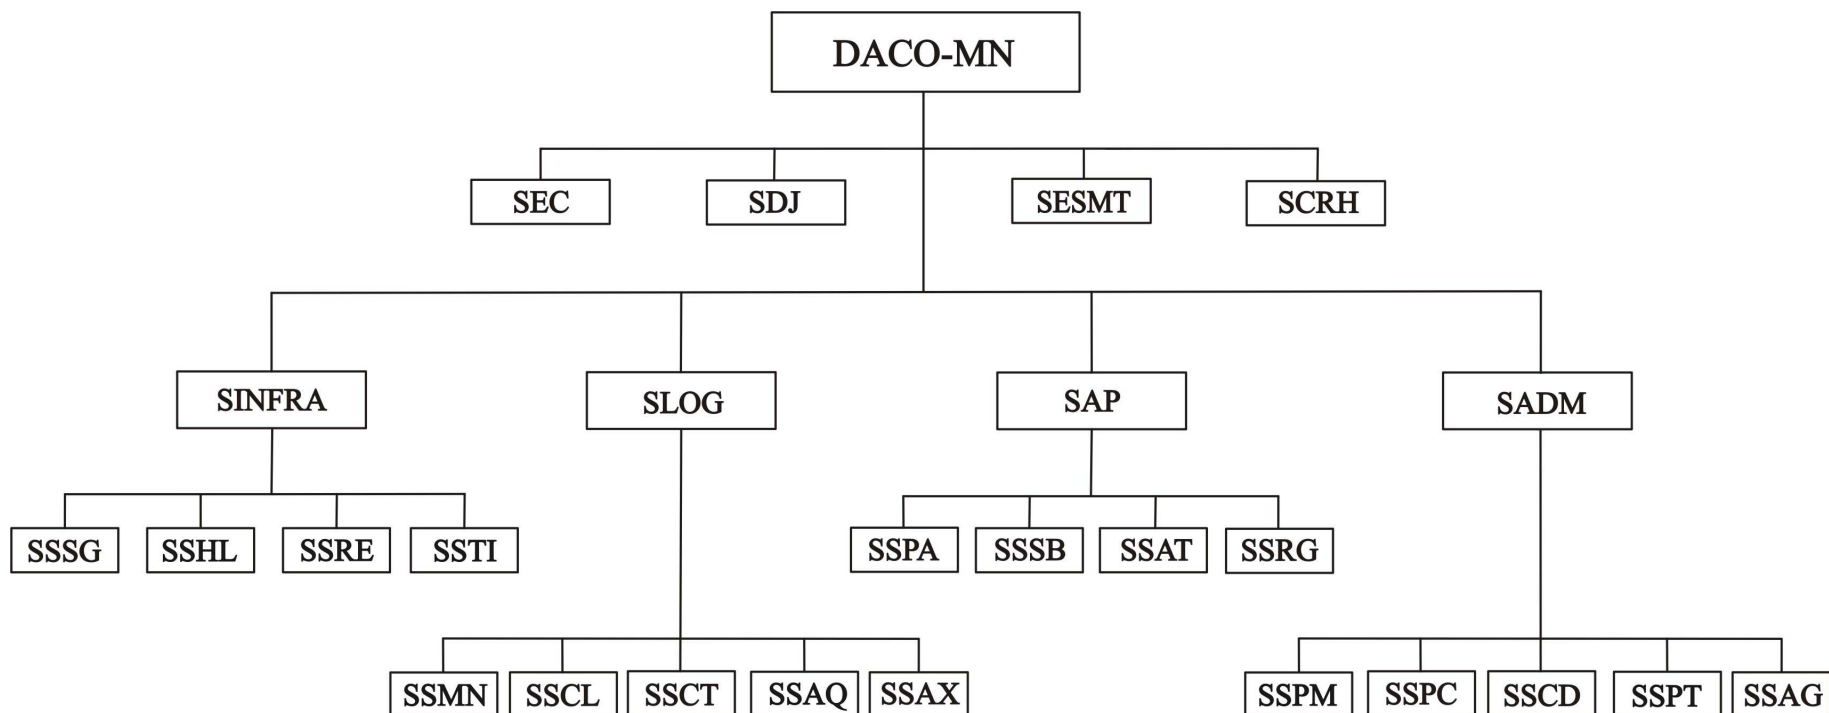 DACO-MN
SEC SDJ SESMT SCRH
SINFRA SLOG SAP SADM
SSSG SSHL SSRE SSTI SSPA SSSB SSAT SSRG
SSMN SSCL SSCT SSAQ SSAX SSPM SSPC SSCD SSPT SSAG